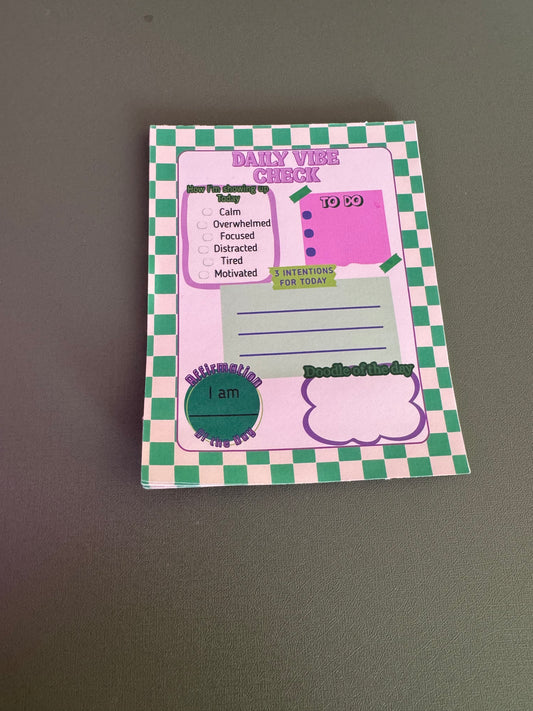 DAILY VIBE
CHECK
How I'm showing up
Today
Calm
Overwhelmed
Focused
Distracted
Tired
Motivated
TO DO
3 INTENTIONS
FOR TODAY
Affirmation
I am
of the Day
Doodle of the day